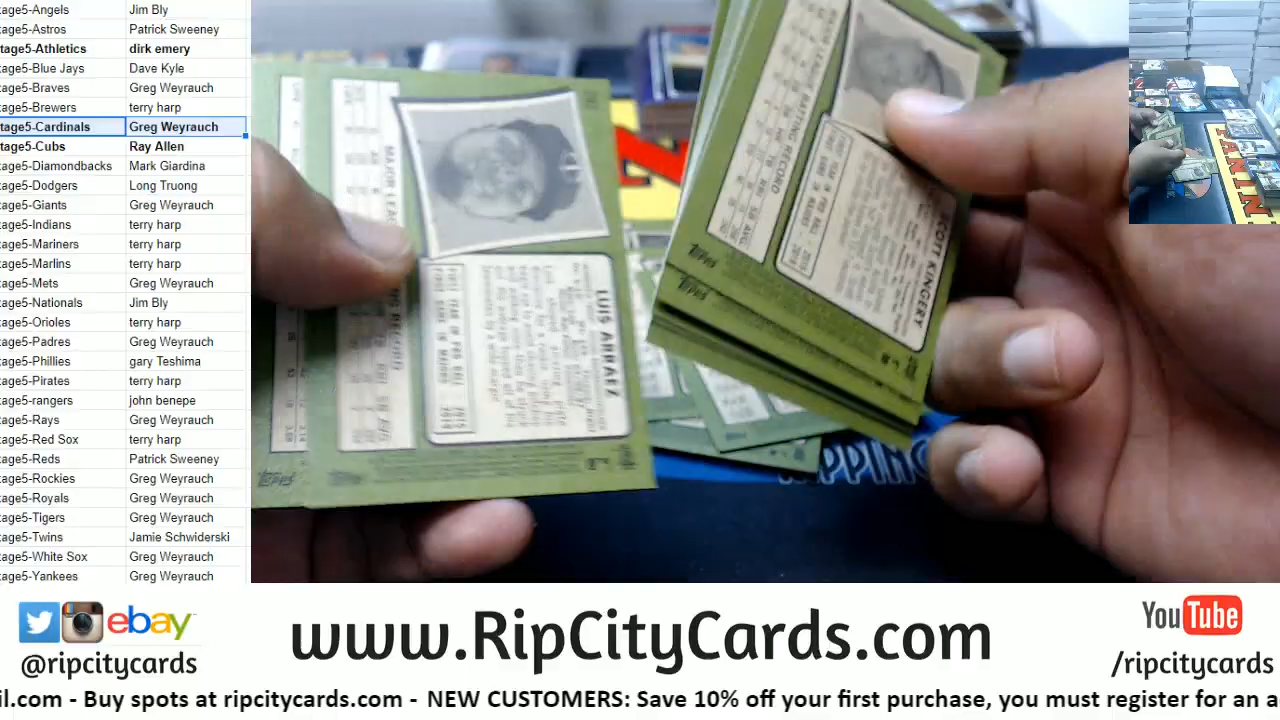 tage5-Angels Jim Bly
tage5-Astros Patrick Sweeney
tage5-Athletics dirk emery
tage5-Blue Jays Dave Kyle
tage5-Braves Greg Weyrauch
tage5-Brewers terry harp
tage5-Cardinals Greg Weyrauch
tage5-Cubs Ray Allen
tage5-Diamondbacks Mark Giardina
tage5-Dodgers Long Truong
tage5-Giants Greg Weyrauch
tage5-Indians terry harp
tage5-Mariners terry harp
tage5-Marlins terry harp
tage5-Mets Greg Weyrauch
tage5-Nationals Jim Bly
tage5-Orioles terry harp
tage5-Padres Greg Weyrauch
tage5-Phillies gary Teshima
tage5-Pirates terry harp
tage5-rangers john benepe
tage5-Rays Greg Weyrauch
tage5-Red Sox terry harp
tage5-Reds Patrick Sweeney
tage5-Rockies Greg Weyrauch
tage5-Royals Greg Weyrauch
tage5-Tigers Greg Weyrauch
tage5-Twins Jamie Schwiderski
tage5-White Sox Greg Weyrauch
tage5-Yankees Greg Weyrauch
LUIS ARRAEZ
MAJOR LEA
topps
SCOTT KINGERY
BATTING RECORD
topps
topps
RIPPING
PANIN
ebay
@ripcitycards
www.RipCityCards.com
YouTube
/ripcitycards
il.com - Buy spots at ripcitycards.com - NEW CUSTOMERS: Save 10% off your first purchase, you must register for an a